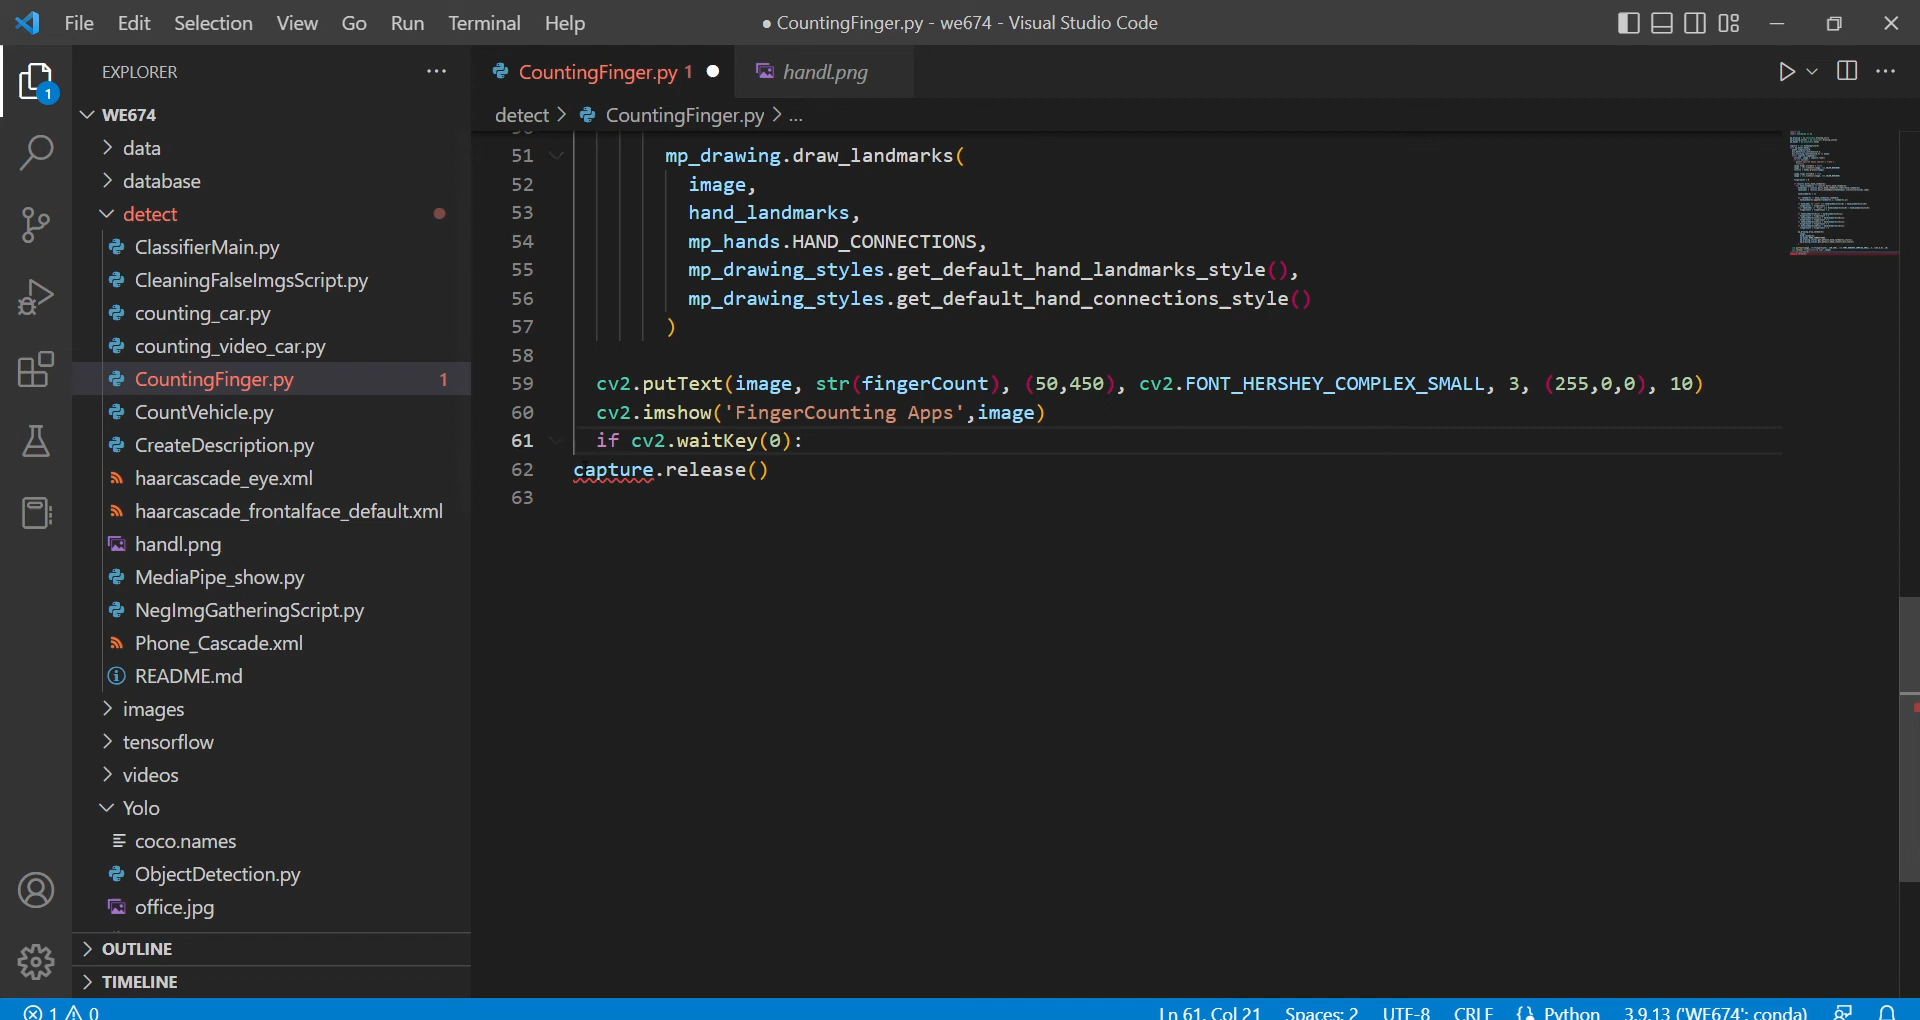 File Edit Selection View Go Run Terminal Help
● CountingFinger.py - we674 - Visual Studio Code
EXPLORER
CountingFinger.py 1
handl.png
1
WE674
detect > CountingFinger.py > ...
data
database
detect
ClassifierMain.py
CleaningFalseImgsScript.py
counting_car.py
counting_video_car.py
CountingFinger.py 1
CountVehicle.py
CreateDescription.py
haarcascade_eye.xml
haarcascade_frontalface_default.xml
handl.png
MediaPipe_show.py
NegImgGatheringScript.py
Phone_Cascade.xml
README.md
images
tensorflow
videos
Yolo
coco.names
ObjectDetection.py
office.jpg
OUTLINE
TIMELINE
51 mp_drawing.draw_landmarks(
52 image,
53 hand_landmarks,
54 mp_hands.HAND_CONNECTIONS,
55 mp_drawing_styles.get_default_hand_landmarks_style(),
56 mp_drawing_styles.get_default_hand_connections_style()
57 )
58
59 cv2.putText(image, str(fingerCount), (50,450), cv2.FONT_HERSHEY_COMPLEX_SMALL, 3, (255,0,0), 10)
60 cv2.imshow('FingerCounting Apps',image)
61 if cv2.waitKey(0):
62 capture.release()
63
1 0
Ln 61, Col 21 Spaces: 2 UTF-8 CRLF {} Python 3.9.13 ('WE674': conda)